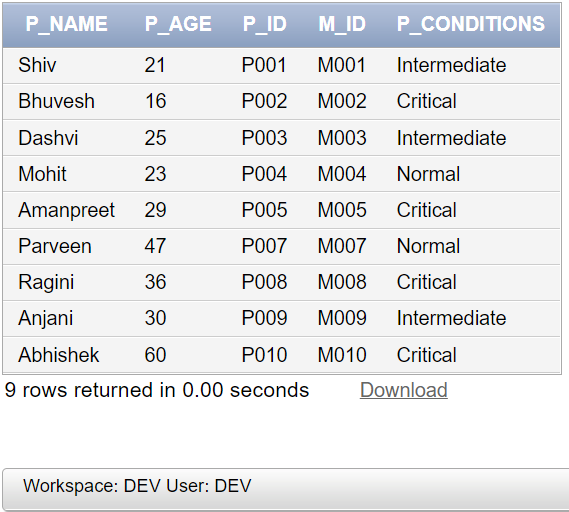 P_NAME P_AGE P_ID M_ID P_CONDITIONS
Shiv 21 P001 M001 Intermediate
Bhuvesh 16 P002 M002 Critical
Dashvi 25 P003 M003 Intermediate
Mohit 23 P004 M004 Normal
Amanpreet 29 P005 M005 Critical
Parveen 47 P007 M007 Normal
Ragini 36 P008 M008 Critical
Anjani 30 P009 M009 Intermediate
Abhishek 60 P010 M010 Critical
9 rows returned in 0.00 seconds Download
Workspace: DEV User: DEV